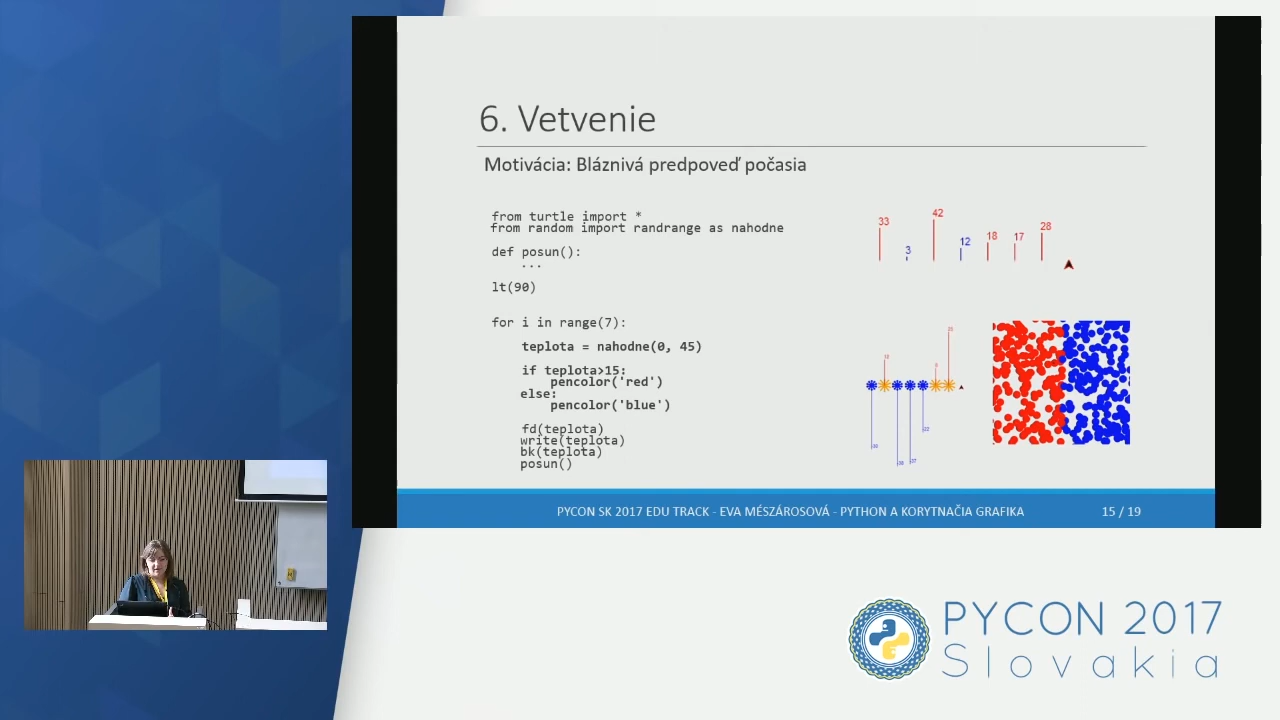 6. Vetvenie
Motivácia: Bláznivá predpoveď počasia
from turtle import *
from random import randrange as nahodne
def posun():
...
lt(90)
for i in range(7):
teplota = nahodne(0, 45)
if teplota>15:
pencolor('red')
else:
pencolor('blue')
fd(teplota)
write(teplota)
bk(teplota)
posun()
33
3
42
12
18
17
28
PYCON SK 2017 EDU TRACK - EVA MÉSZÁROSOVÁ - PYTHON A KORYTNAČIA GRAFIKA
15 / 19
PYCON 2017
Slovakia